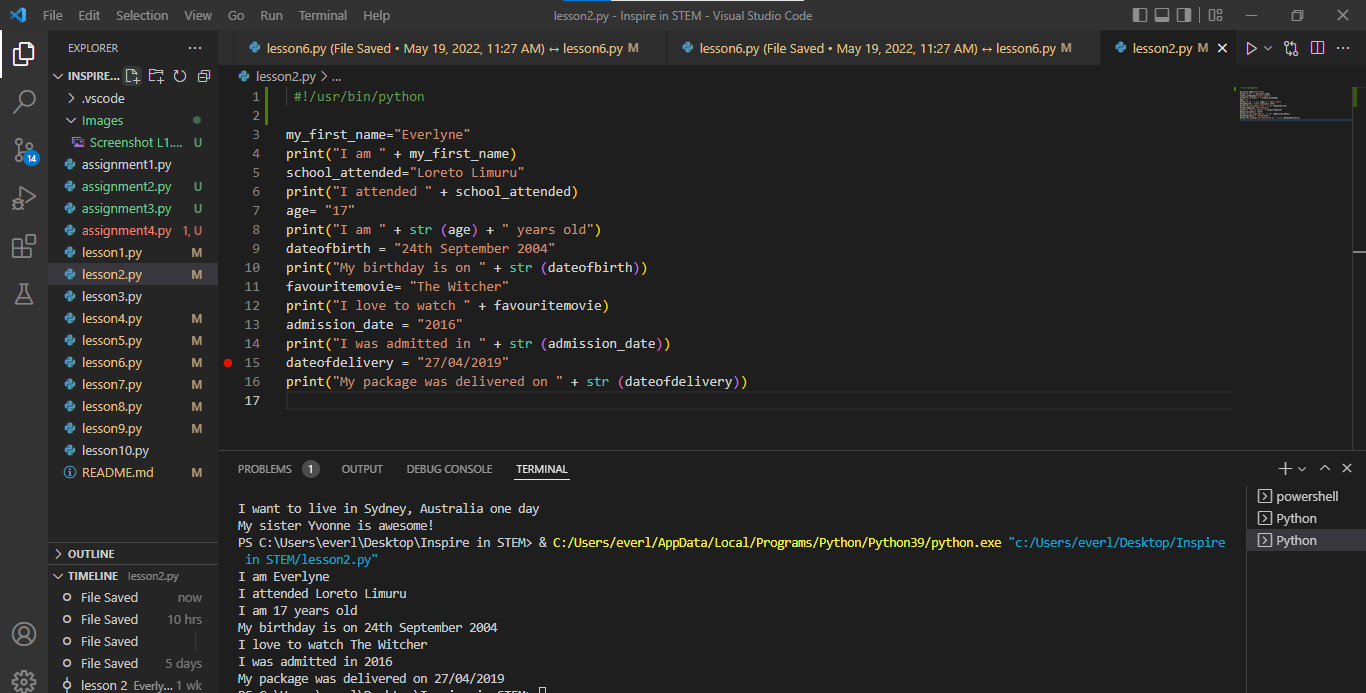 File Edit Selection View Go Run Terminal Help lesson2.py - Inspire in STEM - Visual Studio Code
EXPLORER ...
lesson6.py (File Saved • May 19, 2022, 11:27 AM) ↔ lesson6.py M
lesson6.py (File Saved • May 19, 2022, 11:27 AM) ↔ lesson6.py M
lesson2.py M
INSPIRE...
.vscode
Images
Screenshot L1.... U
assignment1.py
assignment2.py U
assignment3.py U
assignment4.py 1, U
lesson1.py M
lesson2.py M
lesson3.py
lesson4.py M
lesson5.py M
lesson6.py M
lesson7.py M
lesson8.py M
lesson9.py M
lesson10.py
README.md M
14
OUTLINE
TIMELINE lesson2.py
File Saved now
File Saved 10 hrs
File Saved
File Saved 5 days
lesson 2 Everly... 1 wk
lesson2.py > ...
1 #!/usr/bin/python
2
3 my_first_name="Everlyne"
4 print("I am " + my_first_name)
5 school_attended="Loreto Limuru"
6 print("I attended " + school_attended)
7 age= "17"
8 print("I am " + str (age) + " years old")
9 dateofbirth = "24th September 2004"
10 print("My birthday is on " + str (dateofbirth))
11 favouritemovie= "The Witcher"
12 print("I love to watch " + favouritemovie)
13 admission_date = "2016"
14 print("I was admitted in " + str (admission_date))
15 dateofdelivery = "27/04/2019"
16 print("My package was delivered on " + str (dateofdelivery))
17
PROBLEMS 1 OUTPUT DEBUG CONSOLE TERMINAL
I want to live in Sydney, Australia one day
My sister Yvonne is awesome!
PS C:\Users\everl\Desktop\Inspire in STEM> & C:/Users/everl/AppData/Local/Programs/Python/Python39/python.exe "c:/Users/everl/Desktop/Inspire
in STEM/lesson2.py"
I am Everlyne
I attended Loreto Limuru
I am 17 years old
My birthday is on 24th September 2004
I love to watch The Witcher
I was admitted in 2016
My package was delivered on 27/04/2019
PS C:\Users\everl\Desktop\Inspire in STEM>
powershell
Python
Python